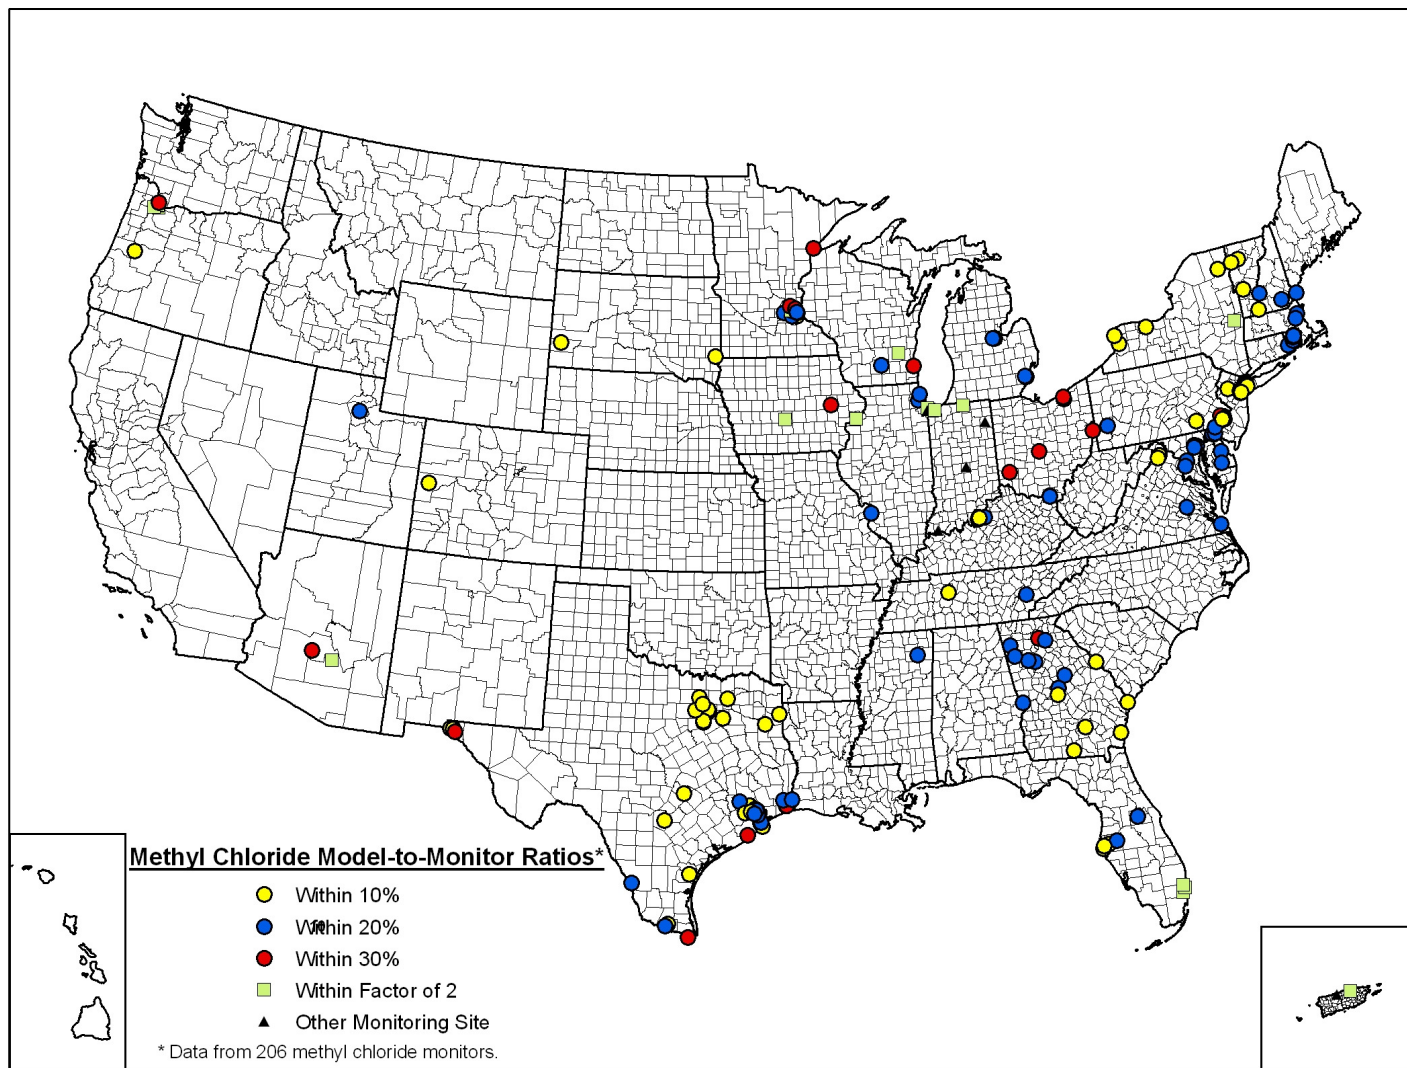 Methyl Chloride Model-to-Monitor Ratios*
Within 10%
Within 20%
Within 30%
Within Factor of 2
Other Monitoring Site
* Data from 206 methyl chloride monitors.